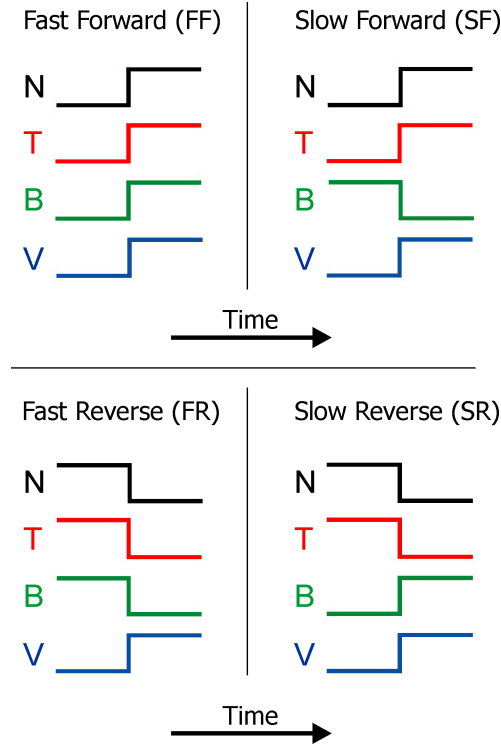 Fast Forward (FF)
Slow Forward (SF)
N
N
T
T
B
B
V
V
Time
Fast Reverse (FR)
Slow Reverse (SR)
N
N
T
T
B
B
V
V
Time